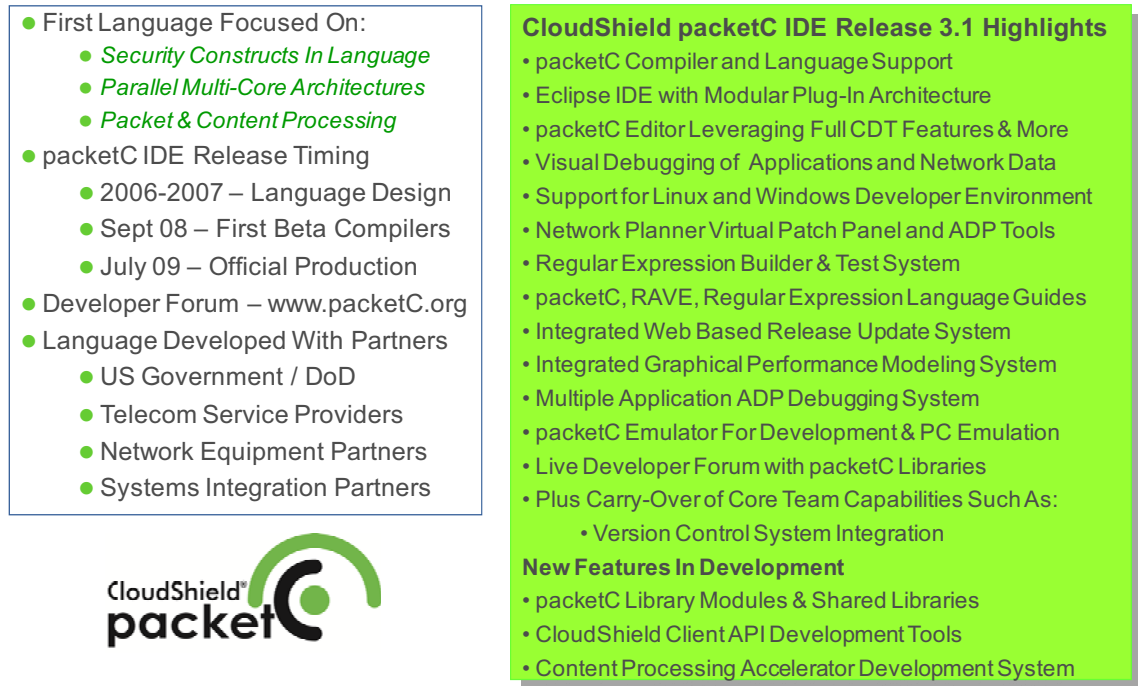 ● First Language Focused On:
● Security Constructs In Language
● Parallel Multi-Core Architectures
● Packet & Content Processing
● packetC IDE Release Timing
● 2006-2007 – Language Design
● Sept 08 – First Beta Compilers
● July 09 – Official Production
● Developer Forum – www.packetC.org
● Language Developed With Partners
● US Government / DoD
● Telecom Service Providers
● Network Equipment Partners
● Systems Integration Partners
CloudShield®
packetC
CloudShield packetC IDE Release 3.1 Highlights
• packetC Compiler and Language Support
• Eclipse IDE with Modular Plug-In Architecture
• packetC Editor Leveraging Full CDT Features & More
• Visual Debugging of Applications and Network Data
• Support for Linux and Windows Developer Environment
• Network Planner Virtual Patch Panel and ADP Tools
• Regular Expression Builder & Test System
• packetC, RAVE, Regular Expression Language Guides
• Integrated Web Based Release Update System
• Integrated Graphical Performance Modeling System
• Multiple Application ADP Debugging System
• packetC Emulator For Development & PC Emulation
• Live Developer Forum with packetC Libraries
• Plus Carry-Over of Core Team Capabilities Such As:
• Version Control System Integration
New Features In Development
• packetC Library Modules & Shared Libraries
• CloudShield Client API Development Tools
• Content Processing Accelerator Development System